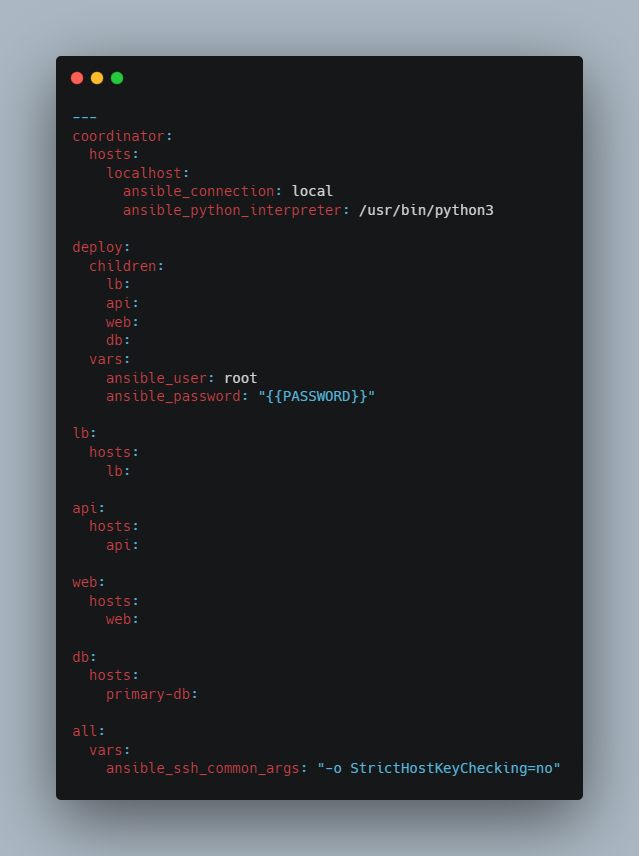 ---
coordinator:
  hosts:
    localhost:
      ansible_connection: local
      ansible_python_interpreter: /usr/bin/python3

deploy:
  children:
    lb:
    api:
    web:
    db:
  vars:
    ansible_user: root
    ansible_password: "{{PASSWORD}}"

lb:
  hosts:
    lb:

api:
  hosts:
    api:

web:
  hosts:
    web:

db:
  hosts:
    primary-db:

all:
  vars:
    ansible_ssh_common_args: "-o StrictHostKeyChecking=no"